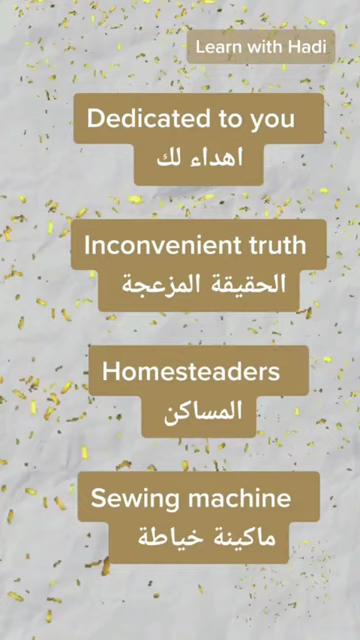 Learn with Hadi
Dedicated to you
اهداء لك
Inconvenient truth
الحقيقة المزعجة
Homesteaders
المساكن
Sewing machine
ماكينة خياطة